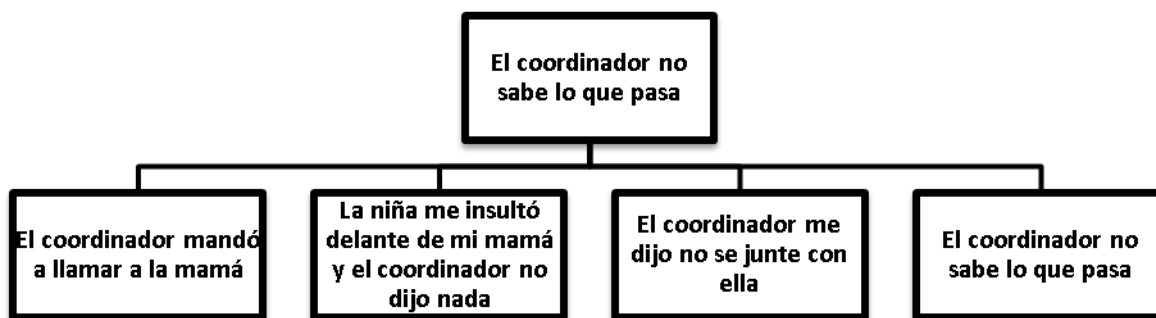 El coordinador no
sabe lo que pasa
El coordinador mandó
a llamar a la mamá
La niña me insultó
delante de mi mamá
y el coordinador no
dijo nada
El coordinador me
dijo no se junte con
ella
El coordinador no
sabe lo que pasa